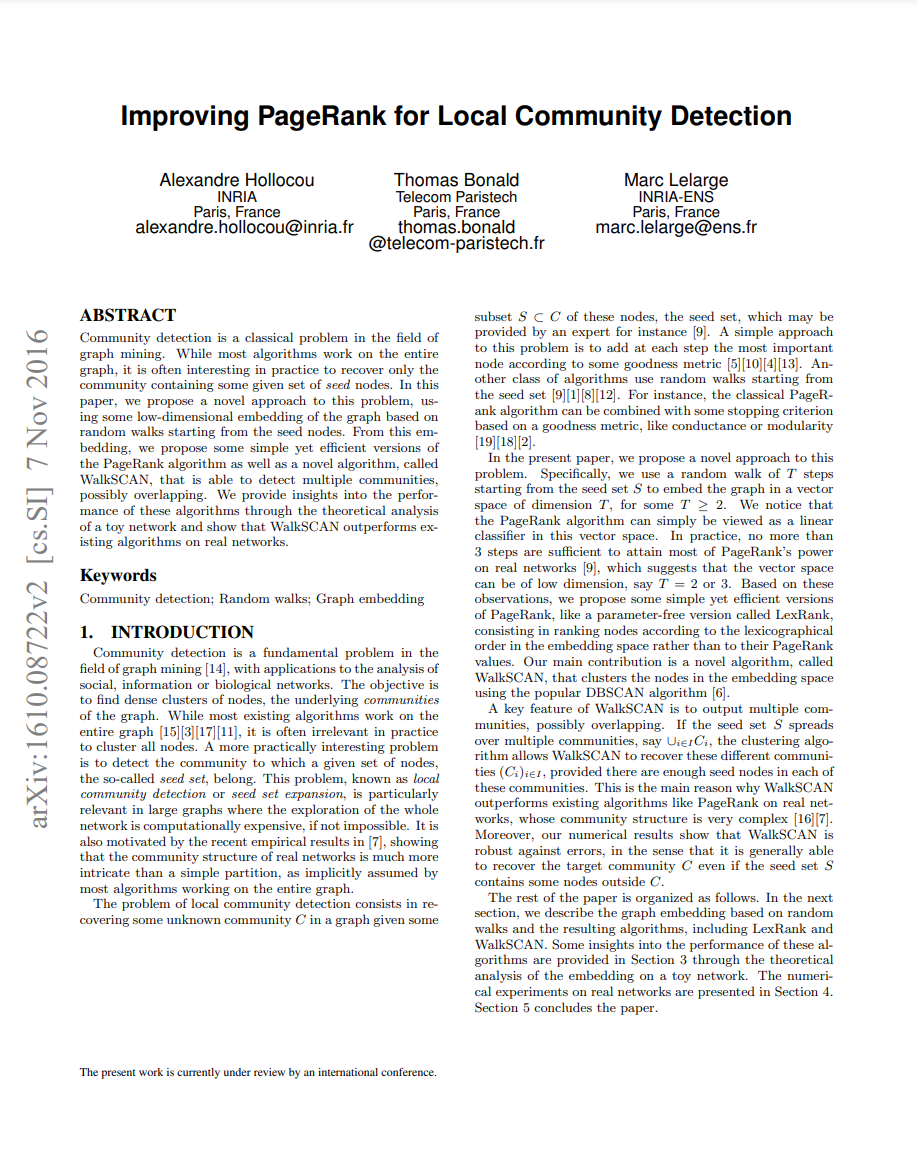 Improving PageRank for Local Community Detection
Alexandre Hollocou
INRIA
Paris, France
alexandre.hollocou@inria.fr
Thomas Bonald
Telecom Paristech
Paris, France
thomas.bonald
@telecom-paristech.fr
Marc Lelarge
INRIA-ENS
Paris, France
marc.lelarge@ens.fr
arXiv:1610.08722v2 [cs.SI] 7 Nov 2016
ABSTRACT
Community detection is a classical problem in the field of
graph mining. While most algorithms work on the entire
graph, it is often interesting in practice to recover only the
community containing some given set of seed nodes. In this
paper, we propose a novel approach to this problem, us-
ing some low-dimensional embedding of the graph based on
random walks starting from the seed nodes. From this em-
bedding, we propose some simple yet efficient versions of
the PageRank algorithm as well as a novel algorithm, called
WalkSCAN, that is able to detect multiple communities,
possibly overlapping. We provide insights into the perfor-
mance of these algorithms through the theoretical analysis
of a toy network and show that WalkSCAN outperforms ex-
isting algorithms on real networks.
Keywords
Community detection; Random walks; Graph embedding
1. INTRODUCTION
Community detection is a fundamental problem in the
field of graph mining [14], with applications to the analysis of
social, information or biological networks. The objective is
to find dense clusters of nodes, the underlying communities
of the graph. While most existing algorithms work on the
entire graph [15][3][17][11], it is often irrelevant in practice
to cluster all nodes. A more practically interesting problem
is to detect the community to which a given set of nodes,
the so-called seed set, belong. This problem, known as local
community detection or seed set expansion, is particularly
relevant in large graphs where the exploration of the whole
network is computationally expensive, if not impossible. It is
also motivated by the recent empirical results in [7], showing
that the community structure of real networks is much more
intricate than a simple partition, as implicitly assumed by
most algorithms working on the entire graph.
The problem of local community detection consists in re-
covering some unknown community C in a graph given some
The present work is currently under review by an international conference.
subset S ⊂ C of these nodes, the seed set, which may be
provided by an expert for instance [9]. A simple approach
to this problem is to add at each step the most important
node according to some goodness metric [5][10][4][13]. An-
other class of algorithms use random walks starting from
the seed set [9][1][8][12]. For instance, the classical PageR-
ank algorithm can be combined with some stopping criterion
based on a goodness metric, like conductance or modularity
[19][18][2].
In the present paper, we propose a novel approach to this
problem. Specifically, we use a random walk of T steps
starting from the seed set S to embed the graph in a vector
space of dimension T, for some T ≥ 2. We notice that
the PageRank algorithm can simply be viewed as a linear
classifier in this vector space. In practice, no more than
3 steps are sufficient to attain most of PageRank's power
on real networks [9], which suggests that the vector space
can be of low dimension, say T = 2 or 3. Based on these
observations, we propose some simple yet efficient versions
of PageRank, like a parameter-free version called LexRank,
consisting in ranking nodes according to the lexicographical
order in the embedding space rather than to their PageRank
values. Our main contribution is a novel algorithm, called
WalkSCAN, that clusters the nodes in the embedding space
using the popular DBSCAN algorithm [6].
A key feature of WalkSCAN is to output multiple com-
munities, possibly overlapping. If the seed set S spreads
over multiple communities, say ∪i∈ICi, the clustering algo-
rithm allows WalkSCAN to recover these different communi-
ties (Ci)i∈I, provided there are enough seed nodes in each of
these communities. This is the main reason why WalkSCAN
outperforms existing algorithms like PageRank on real net-
works, whose community structure is very complex [16][7].
Moreover, our numerical results show that WalkSCAN is
robust against errors, in the sense that it is generally able
to recover the target community C even if the seed set S
contains some nodes outside C.
The rest of the paper is organized as follows. In the next
section, we describe the graph embedding based on random
walks and the resulting algorithms, including LexRank and
WalkSCAN. Some insights into the performance of these al-
gorithms are provided in Section 3 through the theoretical
analysis of the embedding on a toy network. The numeri-
cal experiments on real networks are presented in Section 4.
Section 5 concludes the paper.